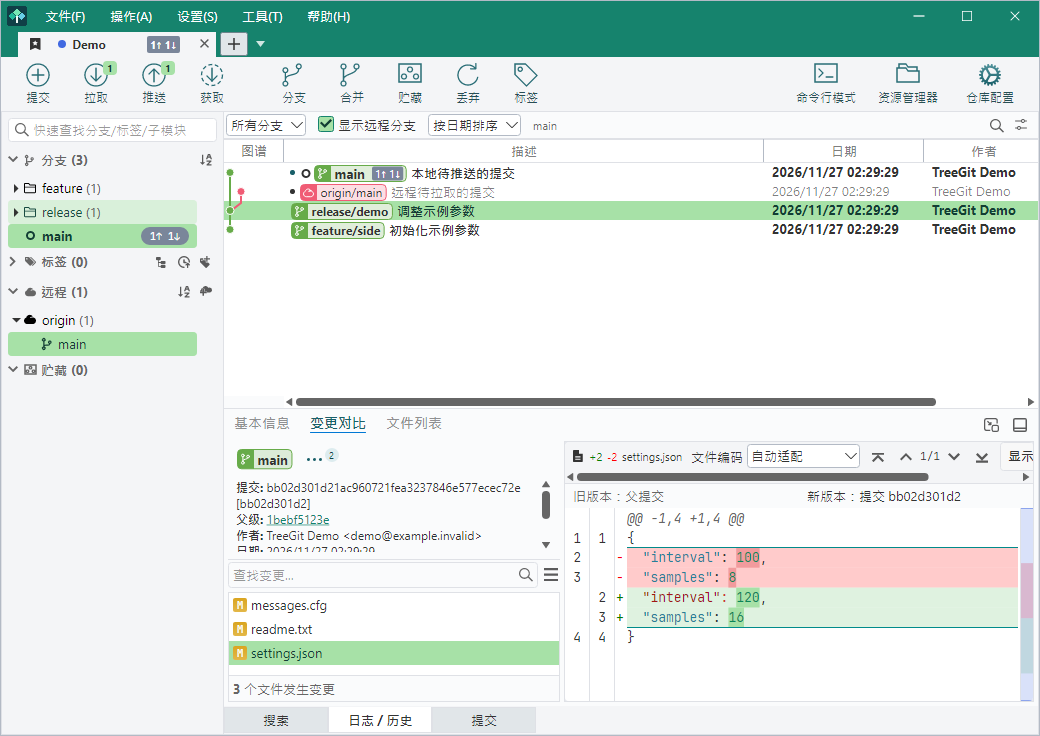 文件(F) 操作(A) 设置(S) 工具(T) 帮助(H)
Demo 1↑ 1↓
提交 拉取 1 推送 1 获取 分支 合并 贮藏 丢弃 标签 命令行模式 资源管理器 仓库配置
快速查找分支/标签/子模块
分支 (3)
feature (1)
release (1)
main 1↑ 1↓
标签 (0)
远程 (1)
origin (1)
main
贮藏 (0)
所有分支 显示远程分支 按日期排序 main
图谱 描述 日期 作者
main 1↑ 1↓ 本地待推送的提交 2026/11/27 02:29:29 TreeGit Demo
origin/main 远程待拉取的提交 2026/11/27 02:29:29 TreeGit Demo
release/demo 调整示例参数 2026/11/27 02:29:29 TreeGit Demo
feature/side 初始化示例参数 2026/11/27 02:29:29 TreeGit Demo
基本信息 变更对比 文件列表
main ··· 2
提交: bb02d301d21ac960721fea3237846e577ecec72e
[bb02d301d2]
父级: 1bebf5123e
作者: TreeGit Demo <demo@example.invalid>
日期: 2026/11/27 02:29:29
查找变更...
M messages.cfg
M readme.txt
M settings.json
3 个文件发生变更
+2 -2 settings.json 文件编码 自动适配 1/1 显示
旧版本：父提交 新版本：提交 bb02d301d2
@@ -1,4 +1,4 @@
1 1 {
2 - "interval": 100,
3 - "samples": 8
2 + "interval": 120,
3 + "samples": 16
4 4 }
搜索 日志 / 历史 提交